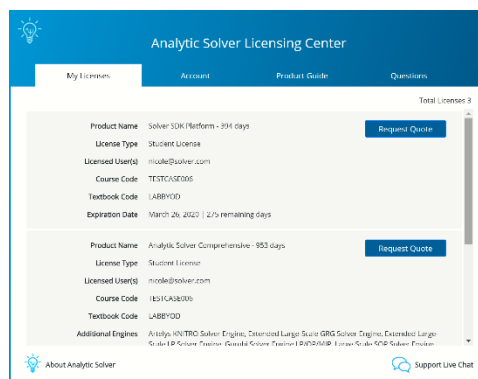 Analytic Solver Licensing Center
My Licenses Account Product Guide Questions
Total Licenses 3
Product Name Solver SDK Platform - 394 days
Request Quote
License Type Student License
Licensed User(s) nicole@solver.com
Course Code TESTCASE006
Textbook Code LABBYOD
Expiration Date March 26, 2020 | 275 remaining days
Product Name Analytic Solver Comprehensive - 953 days
Request Quote
License Type Student License
Licensed User(s) nicole@solver.com
Course Code TESTCASE006
Textbook Code LABBYOD
Additional Engines Artelys KNITRO Solver Engine, Extended Large Scale GRG Solver Engine, Extended Large-
Scale LP Solver Engine, Gurobi Solver Engine LP/QP/MIP, Large Scale SQP Solver Engine
About Analytic Solver Support Live Chat